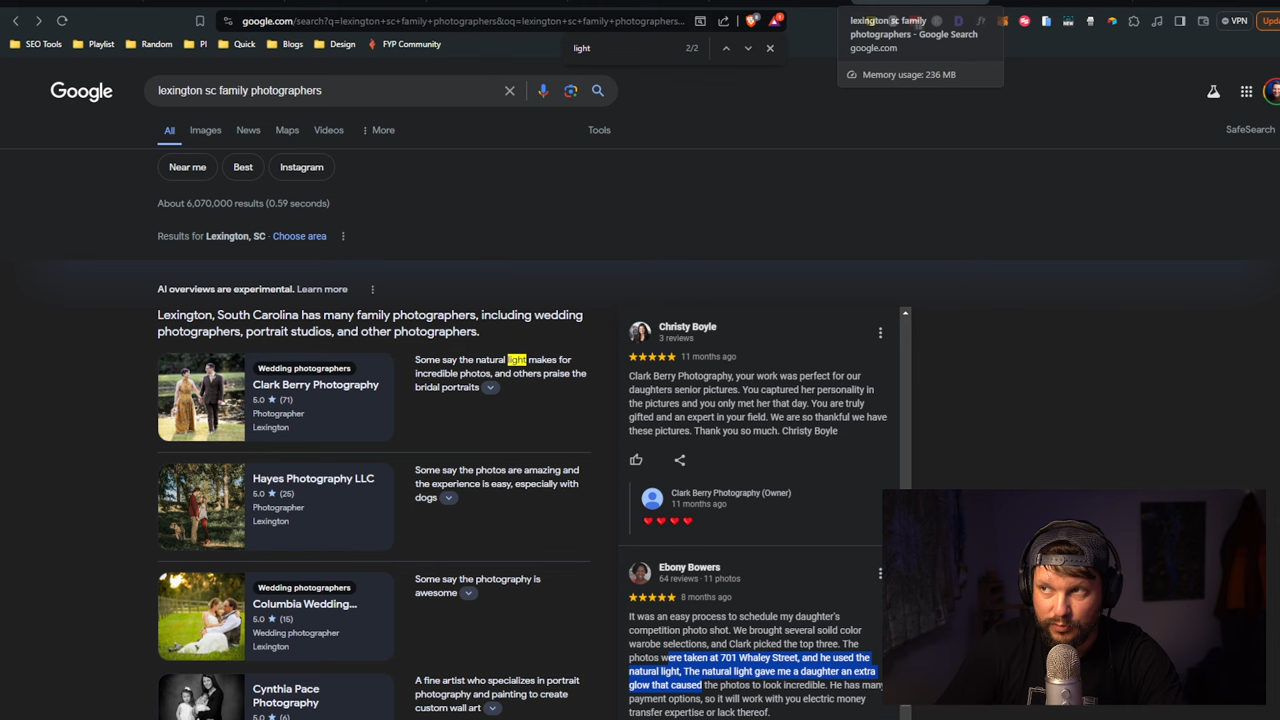 google.com/search?q=lexington+sc+family+photographers&oq=lexington+sc+family+photographers...
VPN
SEO Tools
Playlist
Random
PI
Quick
Blogs
Design
FYP Community
light
2/2
lexington sc family
photographers - Google Search
google.com
Memory usage: 236 MB
Google
lexington sc family photographers
All
Images
News
Maps
Videos
More
Tools
SafeSearch
Near me
Best
Instagram
About 6,070,000 results (0.59 seconds)
Results for Lexington, SC · Choose area
AI overviews are experimental. Learn more
Lexington, South Carolina has many family photographers, including wedding
photographers, portrait studios, and other photographers.
Wedding photographers
Clark Berry Photography
5.0 ★ (71)
Photographer
Lexington
Some say the natural light makes for
incredible photos, and others praise the
bridal portraits
Hayes Photography LLC
5.0 ★ (25)
Photographer
Lexington
Some say the photos are amazing and
the experience is easy, especially with
dogs
Wedding photographers
Columbia Wedding...
5.0 ★ (15)
Wedding photographer
Lexington
Some say the photography is
awesome
Cynthia Pace
Photography
5.0 ★ (6)
A fine artist who specializes in portrait
photography and painting to create
custom wall art
Christy Boyle
3 reviews
11 months ago
Clark Berry Photography, your work was perfect for our
daughters senior pictures. You captured her personality in
the pictures and you only met her that day. You are truly
gifted and an expert in your field. We are so thankful we have
these pictures. Thank you so much. Christy Boyle
Clark Berry Photography (Owner)
11 months ago
Ebony Bowers
64 reviews · 11 photos
8 months ago
It was an easy process to schedule my daughter's
competition photo shot. We brought several soild color
warobe selections, and Clark picked the top three. The
photos were taken at 701 Whaley Street, and he used the
natural light, The natural light gave me a daughter an extra
glow that caused the photos to look incredible. He has many
payment options, so it will work with you electric money
transfer expertise or lack thereof.